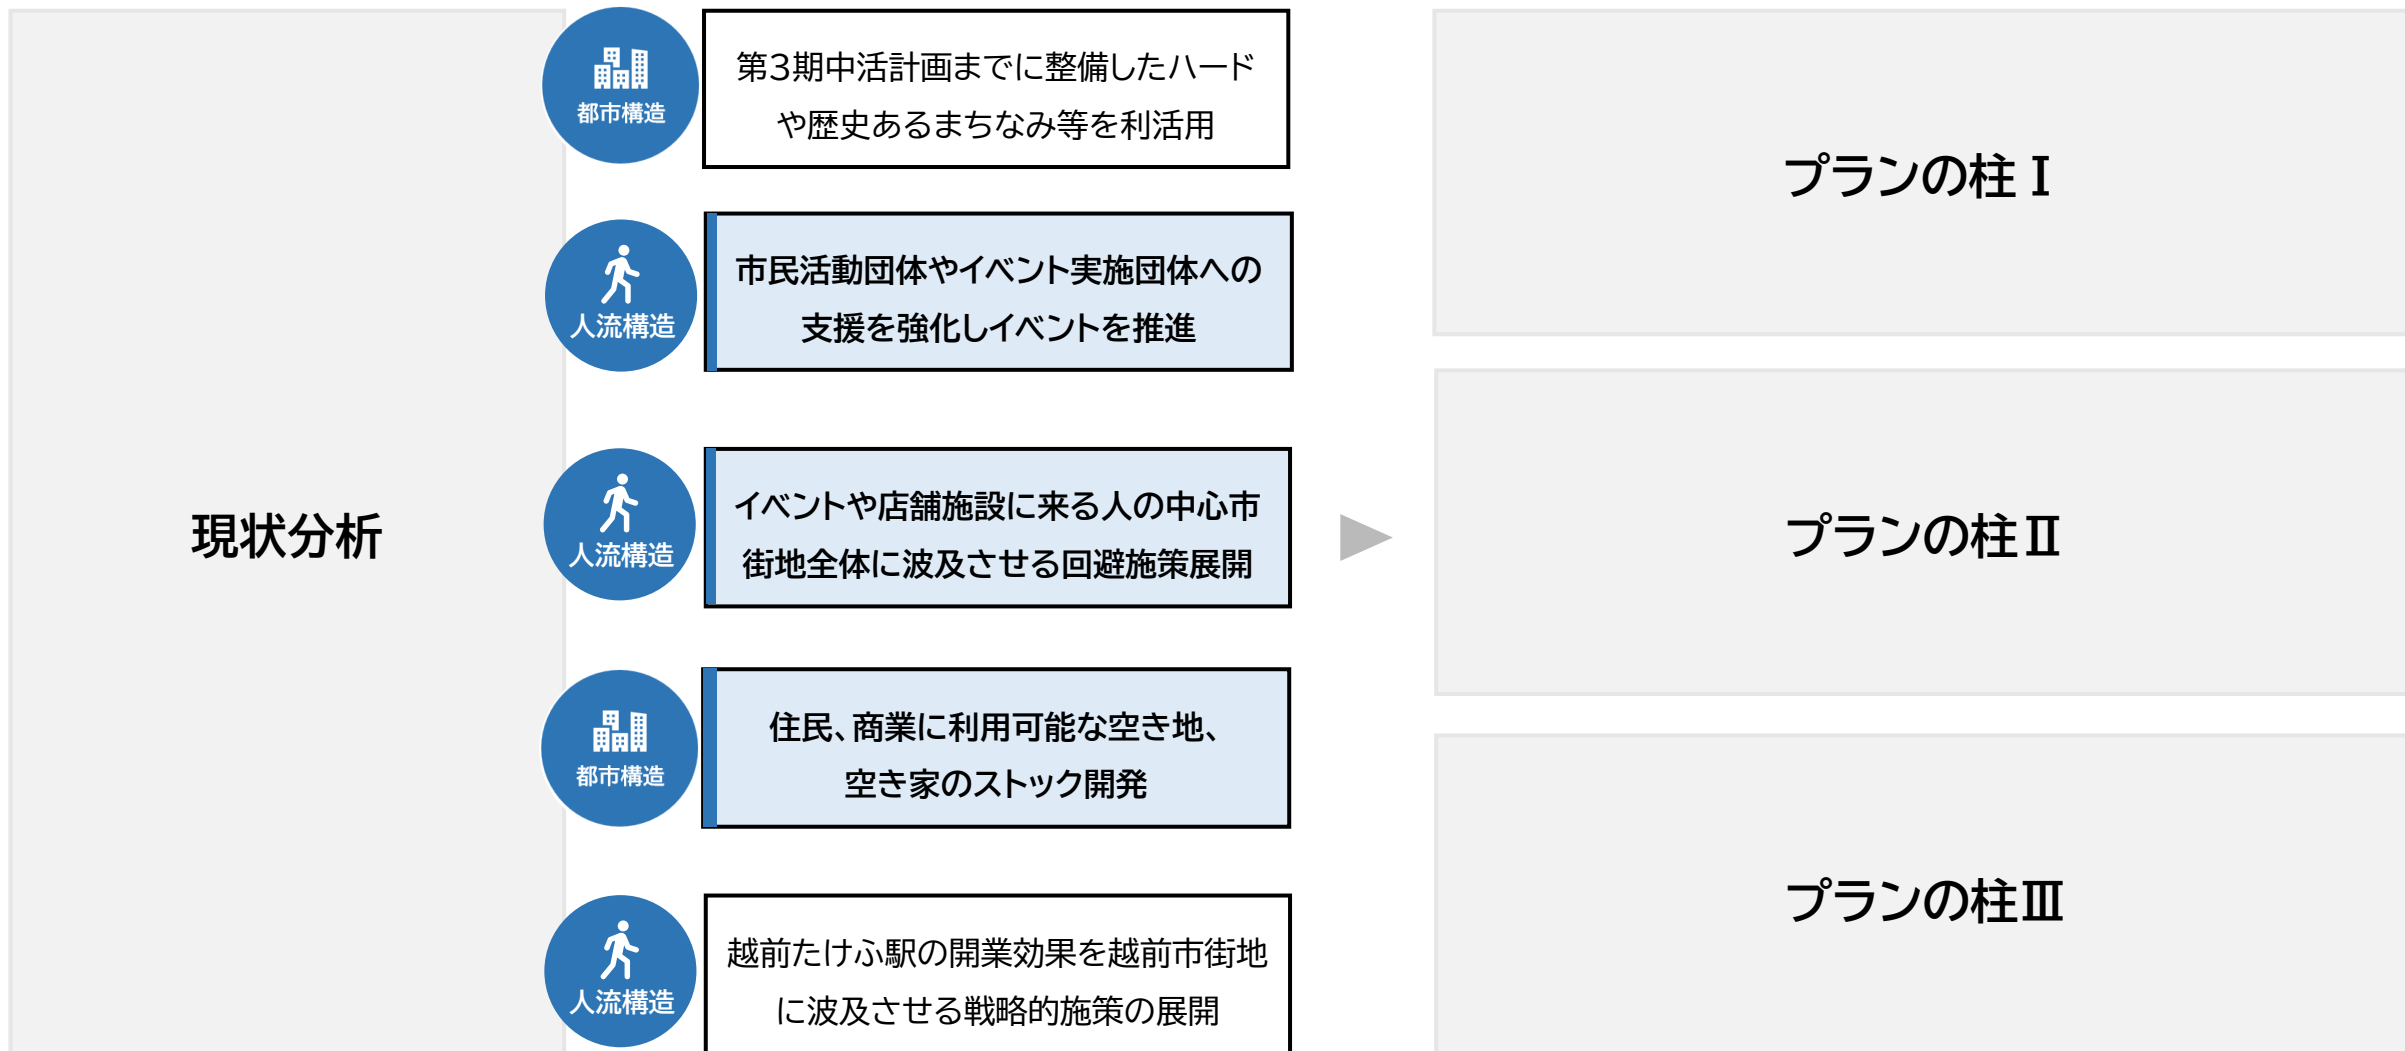 現状分析
都市構造
第3期中活計画までに整備したハード
や歴史あるまちなみ等を利活用
人流構造
市民活動団体やイベント実施団体への
支援を強化しイベントを推進
人流構造
イベントや店舗施設に来る人の中心市
街地全体に波及させる回避施策展開
都市構造
住民、商業に利用可能な空き地、
空き家のストック開発
人流構造
越前たけふ駅の開業効果を越前市街地
に波及させる戦略的施策の展開
プランの柱Ⅰ
プランの柱Ⅱ
プランの柱Ⅲ